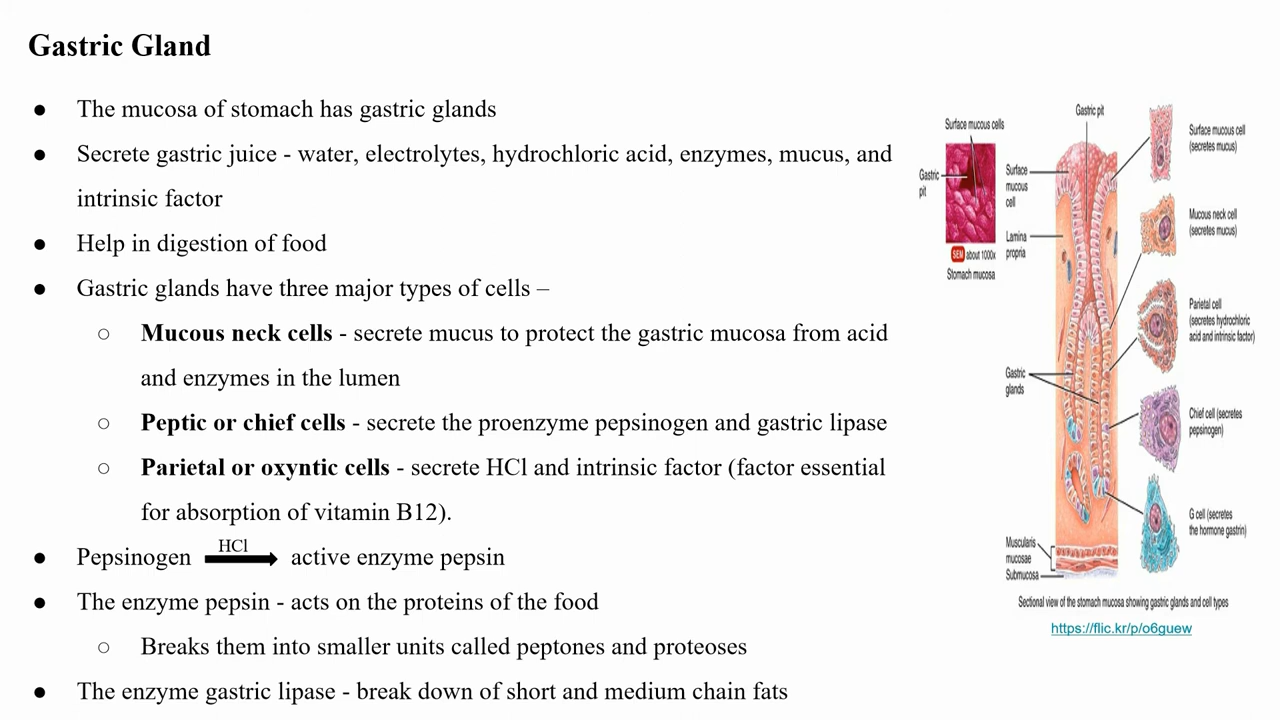 Gastric Gland
● The mucosa of stomach has gastric glands
● Secrete gastric juice - water, electrolytes, hydrochloric acid, enzymes, mucus, and
intrinsic factor
● Help in digestion of food
● Gastric glands have three major types of cells –
○ Mucous neck cells - secrete mucus to protect the gastric mucosa from acid
and enzymes in the lumen
○ Peptic or chief cells - secrete the proenzyme pepsinogen and gastric lipase
○ Parietal or oxyntic cells - secrete HCl and intrinsic factor (factor essential
for absorption of vitamin B12).
HCl
● Pepsinogen active enzyme pepsin
● The enzyme pepsin - acts on the proteins of the food
○ Breaks them into smaller units called peptones and proteoses
● The enzyme gastric lipase - break down of short and medium chain fats
Gastric pit
Surface mucous cells
Gastric
pit
SEM about 1000x
Stomach mucosa
Surface
mucous
cell
Lamina
propria
Gastric
glands
Muscularis
mucosae
Submucosa
Surface mucous cell
(secretes mucus)
Mucous neck cell
(secretes mucus)
Parietal cell
(secretes hydrochloric
acid and intrinsic factor)
Chief cell (secretes
pepsinogen)
G cell (secretes
the hormone gastrin)
Sectional view of the stomach mucosa showing gastric glands and cell types
https://flic.kr/p/o6guew